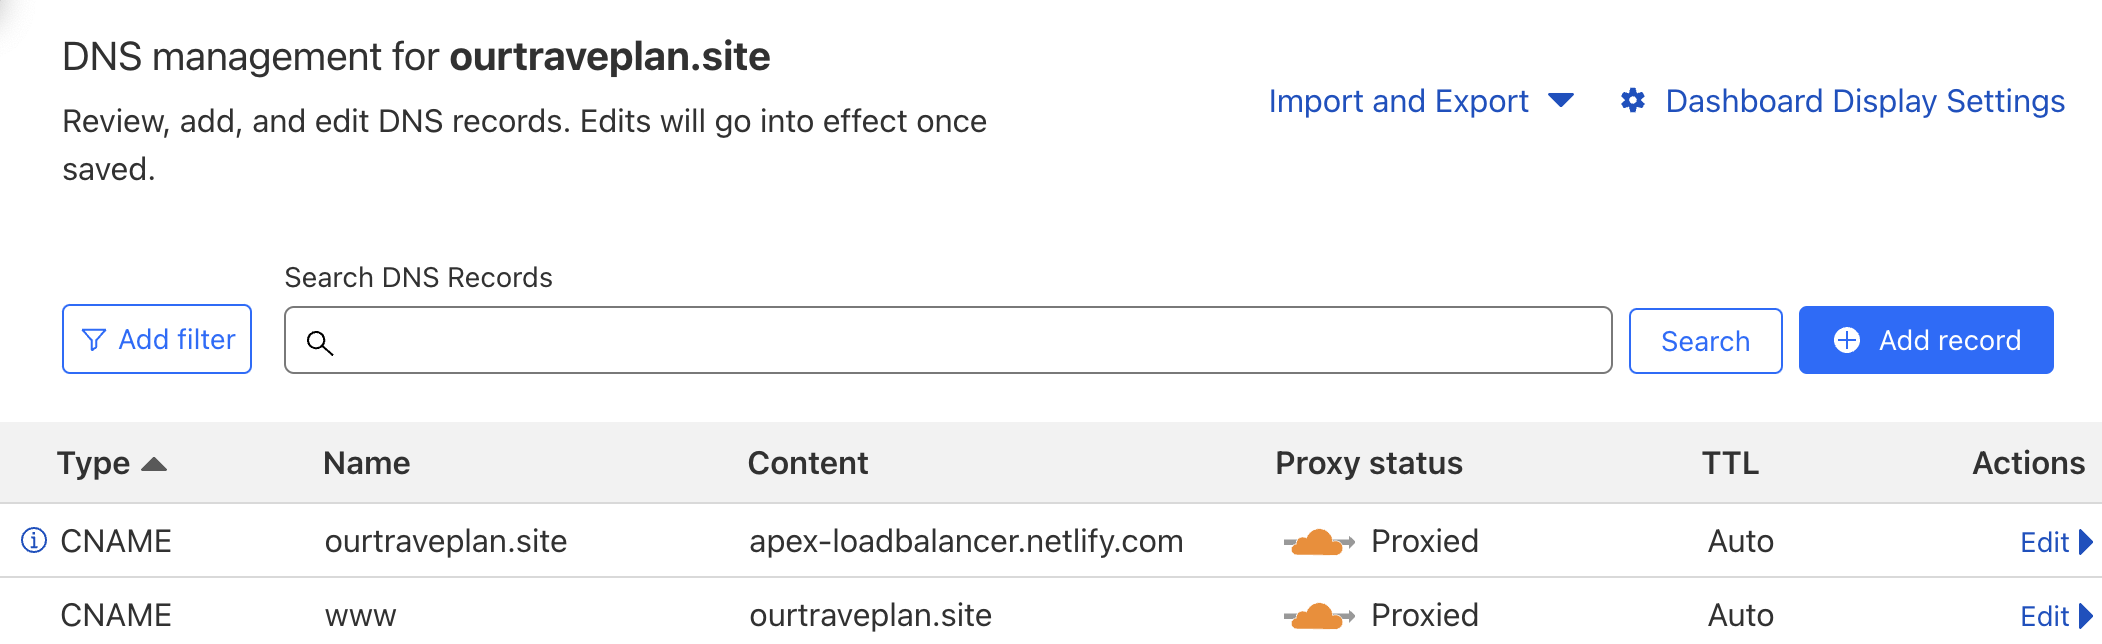 DNS management for ourtraveplan.site
Review, add, and edit DNS records. Edits will go into effect once
saved.
Import and Export
Dashboard Display Settings
Search DNS Records
Add filter
Search
Add record
Type Name Content Proxy status TTL Actions
CNAME ourtraveplan.site apex-loadbalancer.netlify.com Proxied Auto Edit
CNAME www ourtraveplan.site Proxied Auto Edit